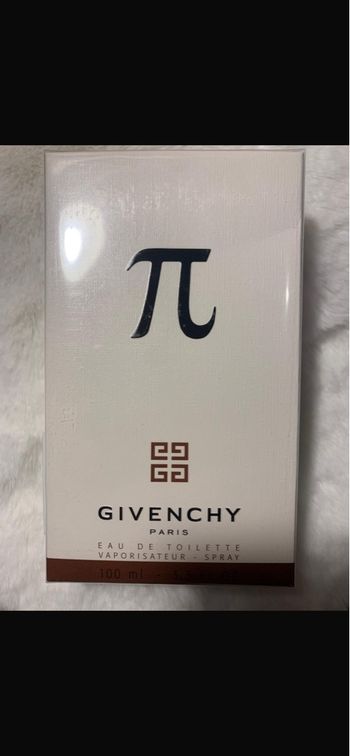 π
GIVENCHY
PARIS
EAU DE TOILETTE
VAPORISATEUR - SPRAY
100 ml